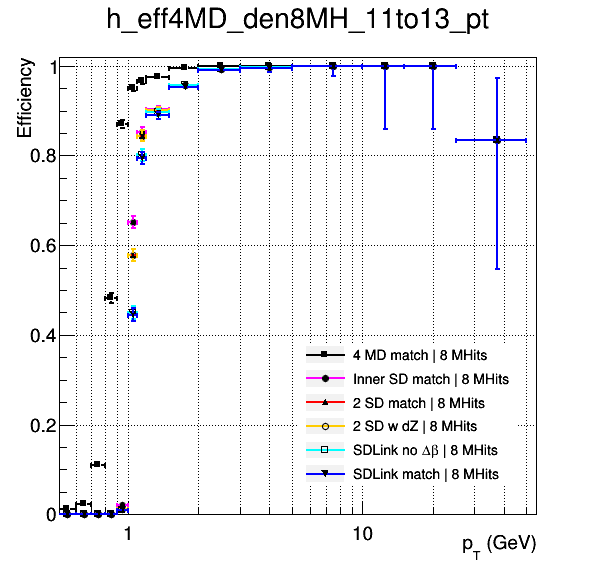 h_eff4MD_den8MH_11to13_pt
Efficiency
1
0.8
0.6
0.4
0.2
0
4 MD match | 8 MHits
Inner SD match | 8 MHits
2 SD match | 8 MHits
2 SD w dZ | 8 MHits
SDLink no Δβ | 8 MHits
SDLink match | 8 MHits
1
10
p_T (GeV)